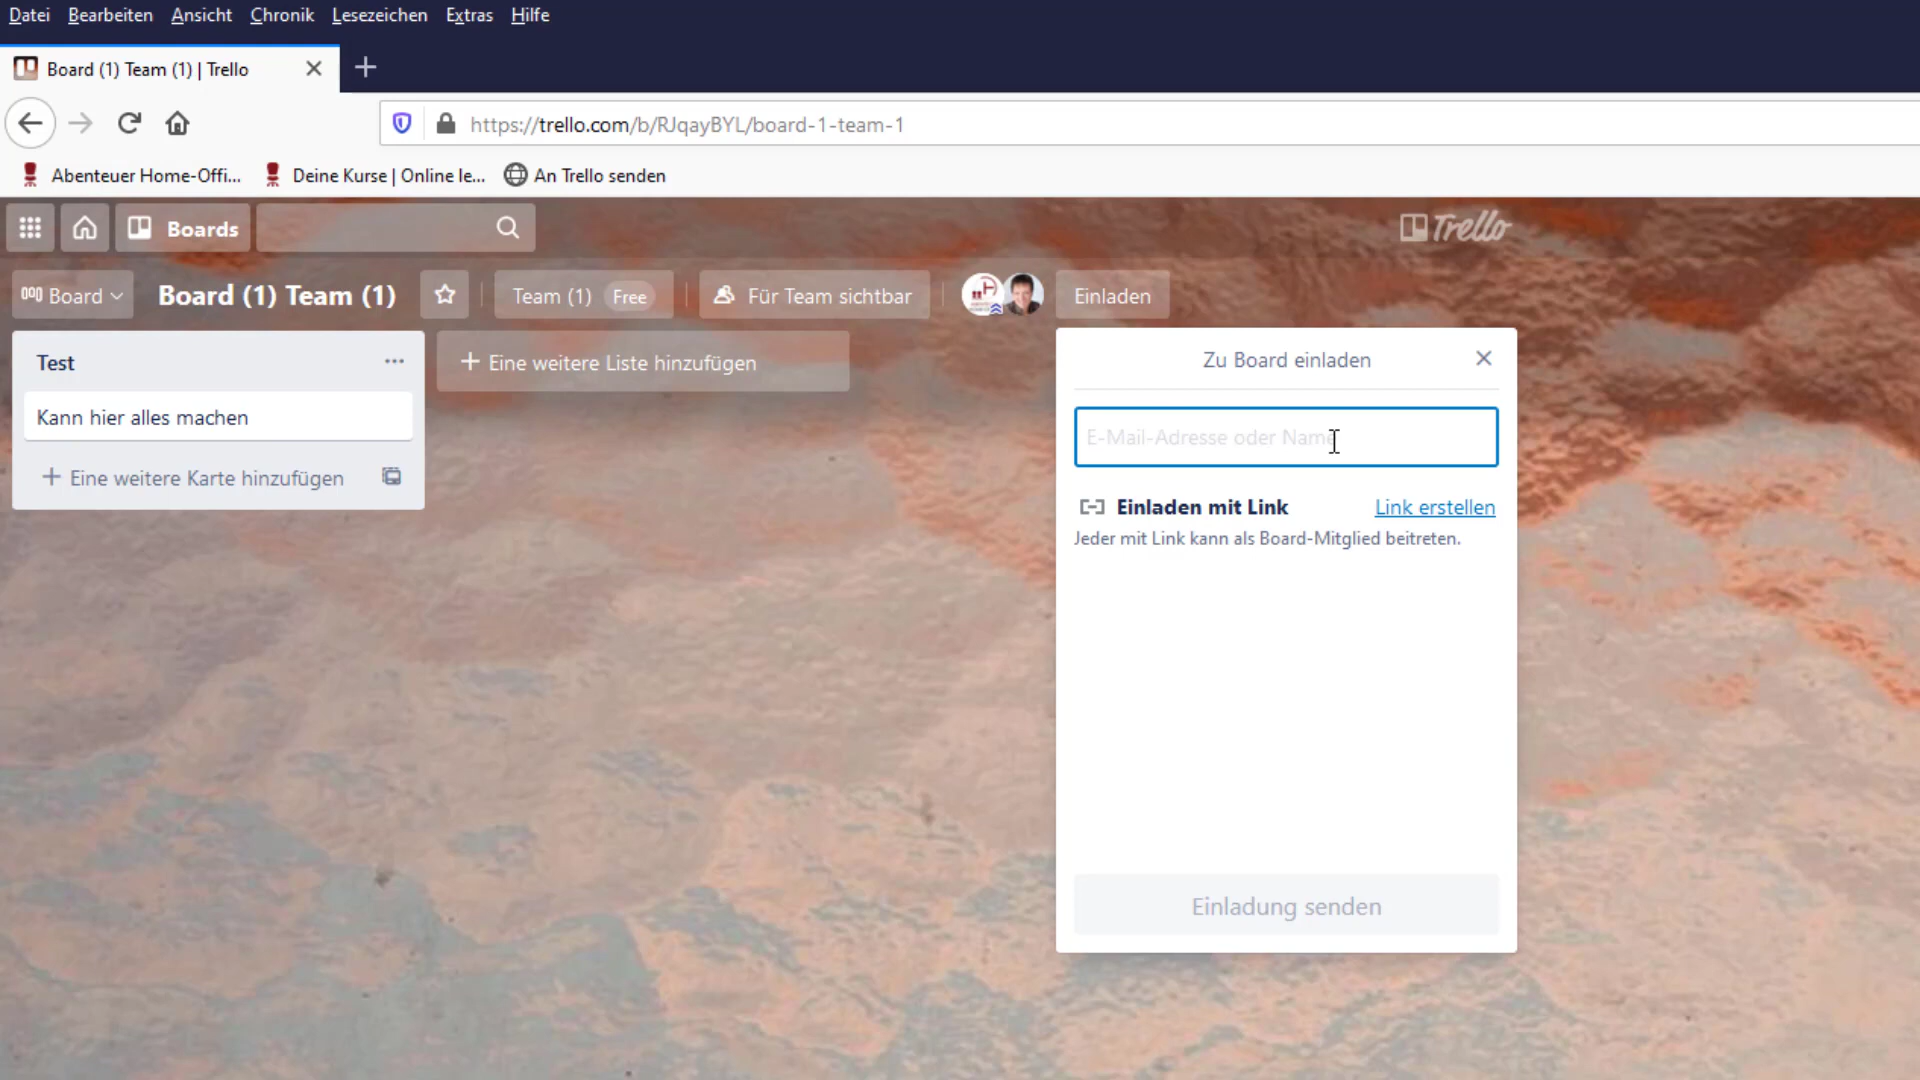 Datei Bearbeiten Ansicht Chronik Lesezeichen Extras Hilfe
Board (1) Team (1) | Trello
https://trello.com/b/RJqayBYL/board-1-team-1
Abenteuer Home-Offi... Deine Kurse | Online le... An Trello senden
Boards
Trello
Board Board (1) Team (1) Team (1) Free Für Team sichtbar Einladen
Test
Kann hier alles machen
Eine weitere Karte hinzufügen
Eine weitere Liste hinzufügen
Zu Board einladen
E-Mail-Adresse oder Name
Einladen mit Link Link erstellen
Jeder mit Link kann als Board-Mitglied beitreten.
Einladung senden